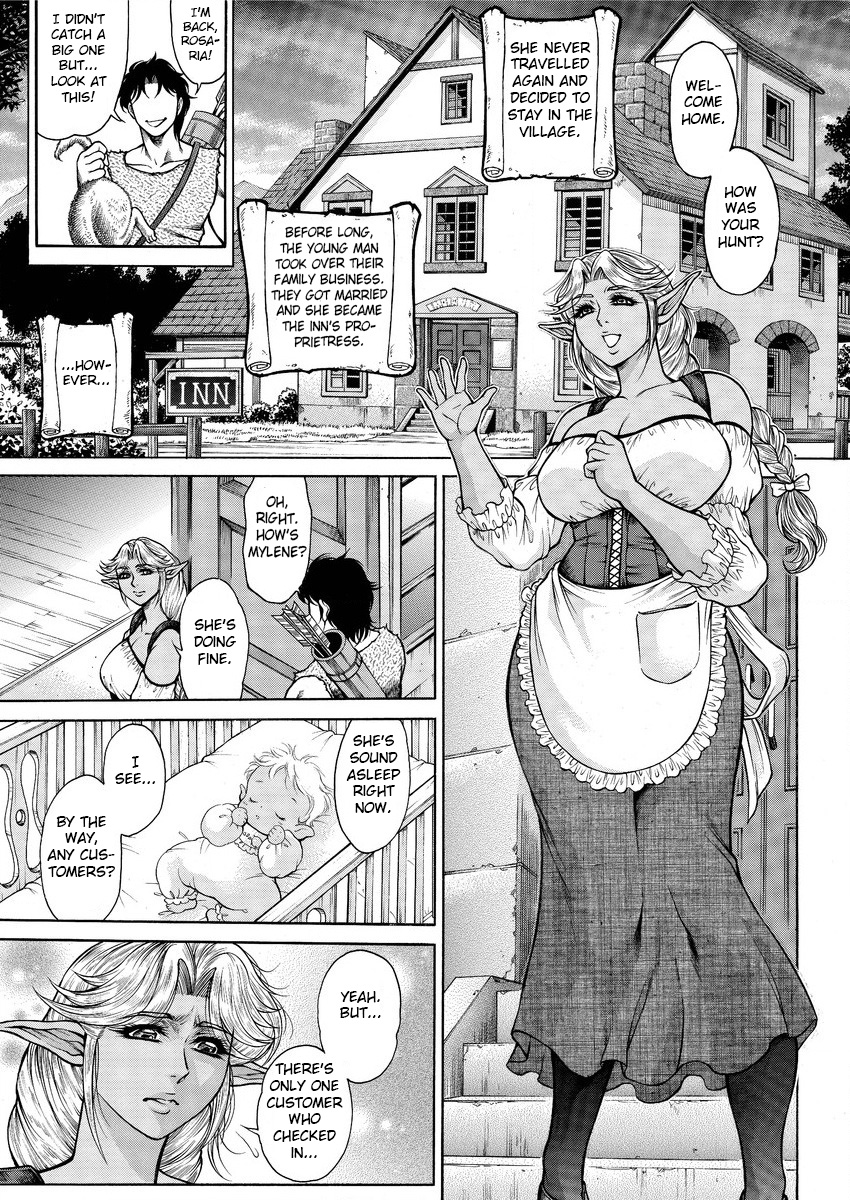 SHE NEVER
TRAVELLED
AGAIN AND
DECIDED TO
STAY IN THE
VILLAGE.
BEFORE LONG,
THE YOUNG MAN
TOOK OVER THEIR
FAMILY BUSINESS.
THEY GOT MARRIED
AND SHE BECAME
THE INN'S PRO-
PRIETRESS.
...HOW-
EVER...
INN
I'M
BACK,
ROSA-
RIA!
I DIDN'T
CATCH A
BIG ONE
BUT...
LOOK AT
THIS!
WEL-
COME
HOME.
HOW
WAS
YOUR
HUNT?
OH,
RIGHT.
HOW'S
MYLENE?
SHE'S
DOING
FINE.
SHE'S
SOUND
ASLEEP
RIGHT
NOW.
I
SEE...
BY THE
WAY,
ANY CUS-
TOMERS?
YEAH.
BUT...
THERE'S
ONLY ONE
CUSTOMER
WHO
CHECKED
IN...